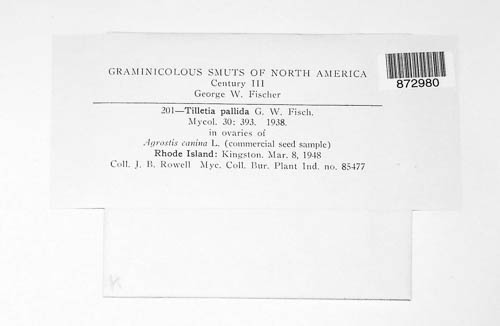 GRAMINICOLOUS SMUTS OF NORTH AMERICA
Century III
George W. Fischer
872980
201—Tilletia pallida G. W. Fisch.
Mycol. 30: 393. 1938.
in ovaries of
Agrostis canina L. (commercial seed sample)
Rhode Island: Kingston. Mar. 8, 1948
Coll. J. B. Rowell Myc. Coll. Bur. Plant Ind. no. 85477